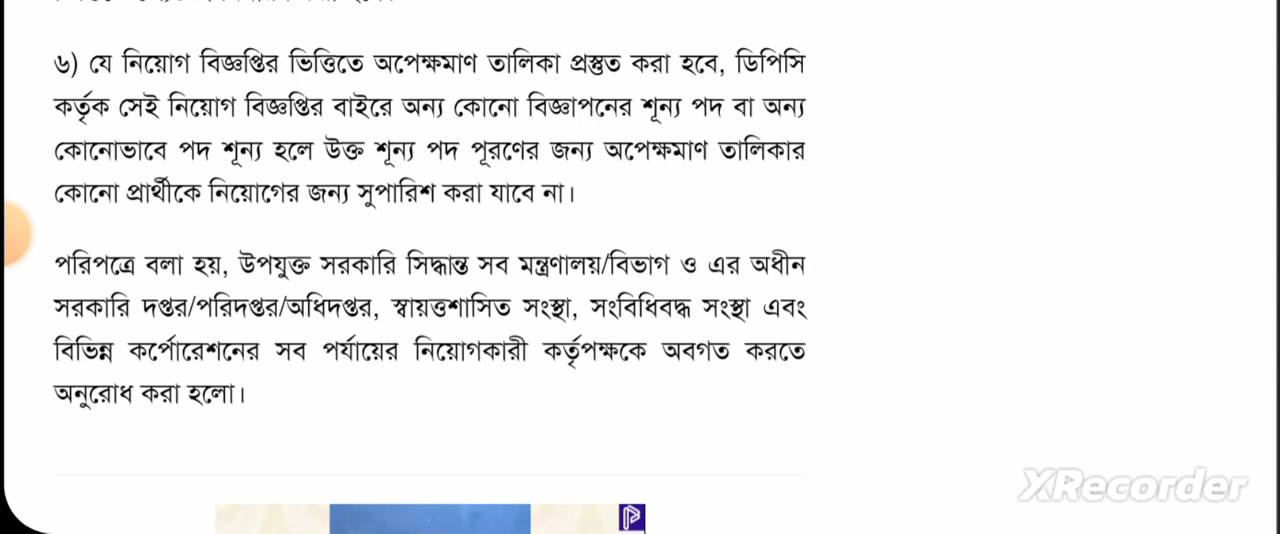 ৬) যে নিয়োগ বিজ্ঞপ্তির ভিত্তিতে অপেক্ষমাণ তালিকা প্রস্তুত করা হবে, ডিপিসি
কর্তৃক সেই নিয়োগ বিজ্ঞপ্তির বাইরে অন্য কোনো বিজ্ঞাপনের শূন্য পদ বা অন্য
কোনোভাবে পদ শূন্য হলে উক্ত শূন্য পদ পূরণের জন্য অপেক্ষমাণ তালিকার
কোনো প্রার্থীকে নিয়োগের জন্য সুপারিশ করা যাবে না।
পরিপত্রে বলা হয়, উপযুক্ত সরকারি সিদ্ধান্ত সব মন্ত্রণালয়/বিভাগ ও এর অধীন
সরকারি দপ্তর/পরিদপ্তর/অধিদপ্তর, স্বায়ত্তশাসিত সংস্থা, সংবিধিবদ্ধ সংস্থা এবং
বিভিন্ন কর্পোরেশনের সব পর্যায়ের নিয়োগকারী কর্তৃপক্ষকে অবগত করতে
অনুরোধ করা হলো।
XRecorder